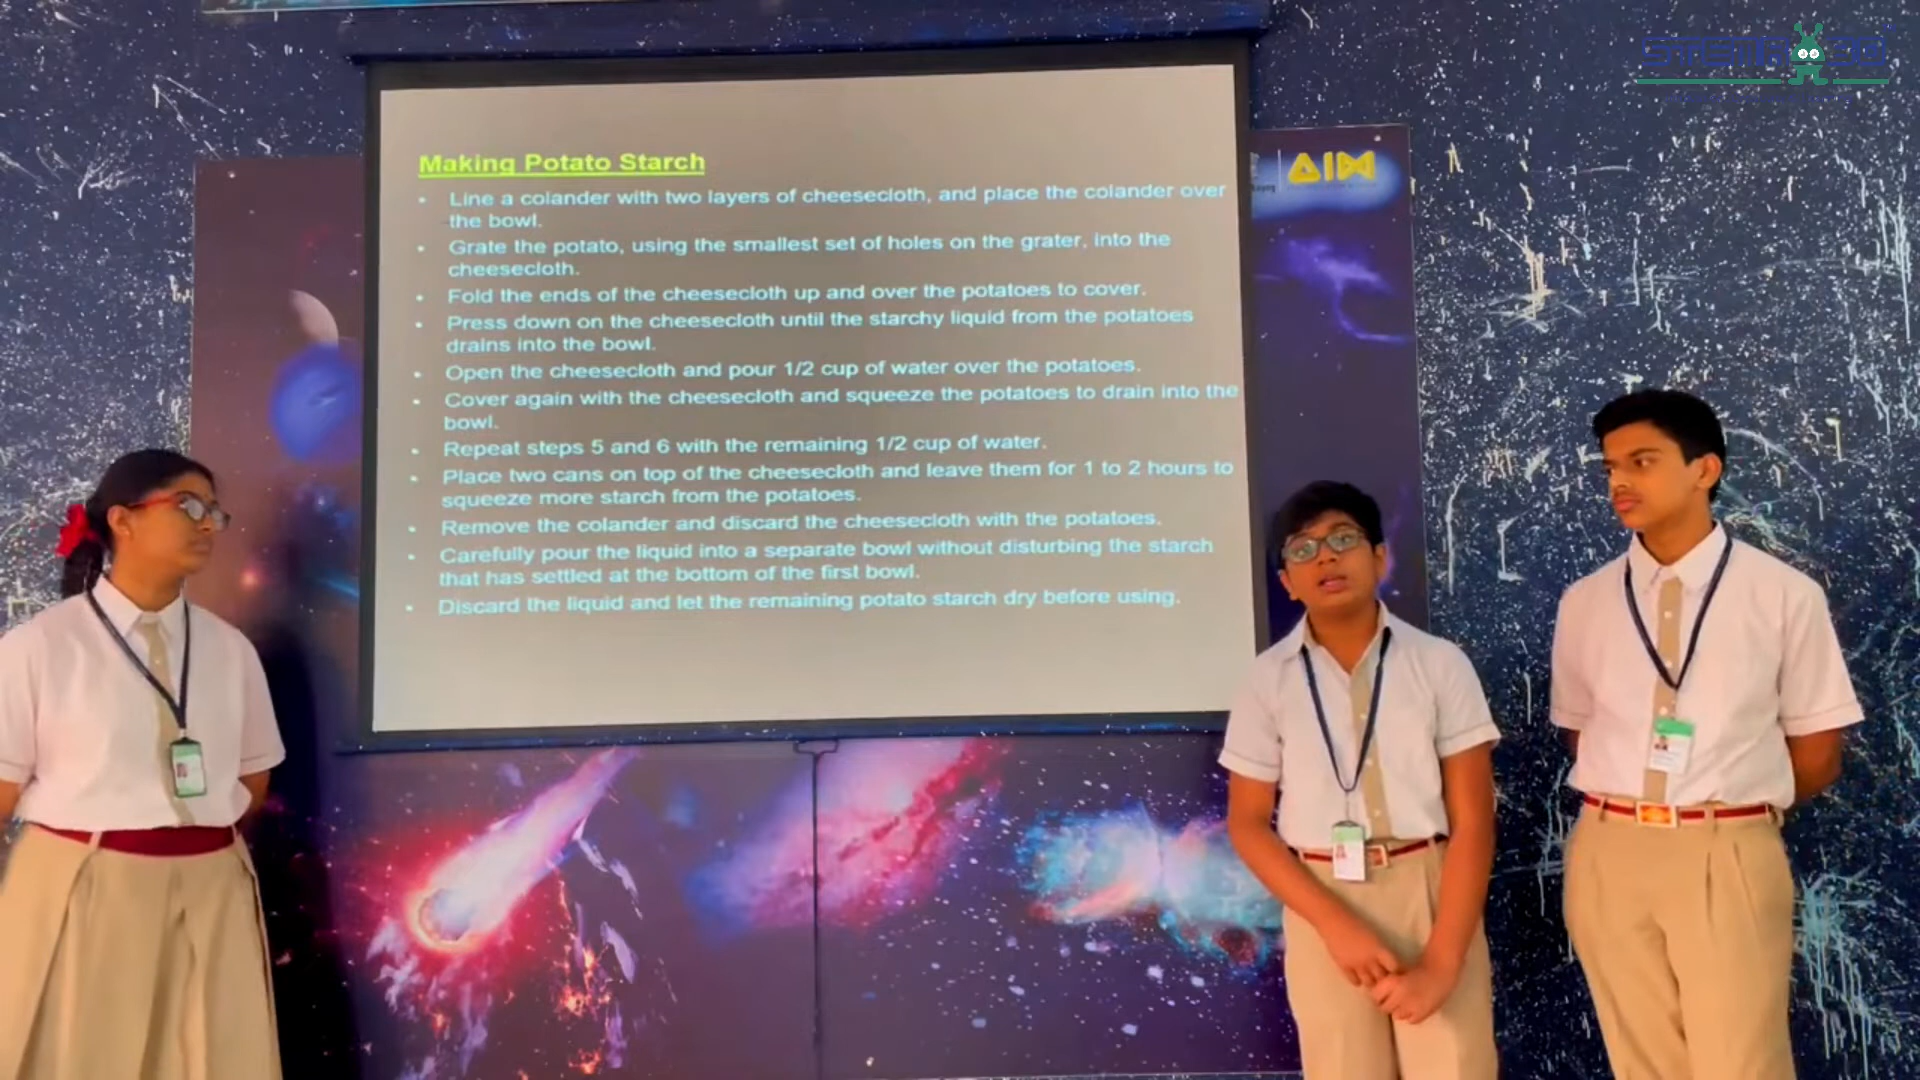 STEMROBO
AIM
Making Potato Starch
• Line a colander with two layers of cheesecloth, and place the colander over
the bowl.
• Grate the potato, using the smallest set of holes on the grater, into the
cheesecloth.
• Fold the ends of the cheesecloth up and over the potatoes to cover.
• Press down on the cheesecloth until the starchy liquid from the potatoes
drains into the bowl.
• Open the cheesecloth and pour 1/2 cup of water over the potatoes.
• Cover again with the cheesecloth and squeeze the potatoes to drain into the
bowl.
• Repeat steps 5 and 6 with the remaining 1/2 cup of water.
• Place two cans on top of the cheesecloth and leave them for 1 to 2 hours to
squeeze more starch from the potatoes.
• Remove the colander and discard the cheesecloth with the potatoes.
• Carefully pour the liquid into a separate bowl without disturbing the starch
that has settled at the bottom of the first bowl.
• Discard the liquid and let the remaining potato starch dry before using.